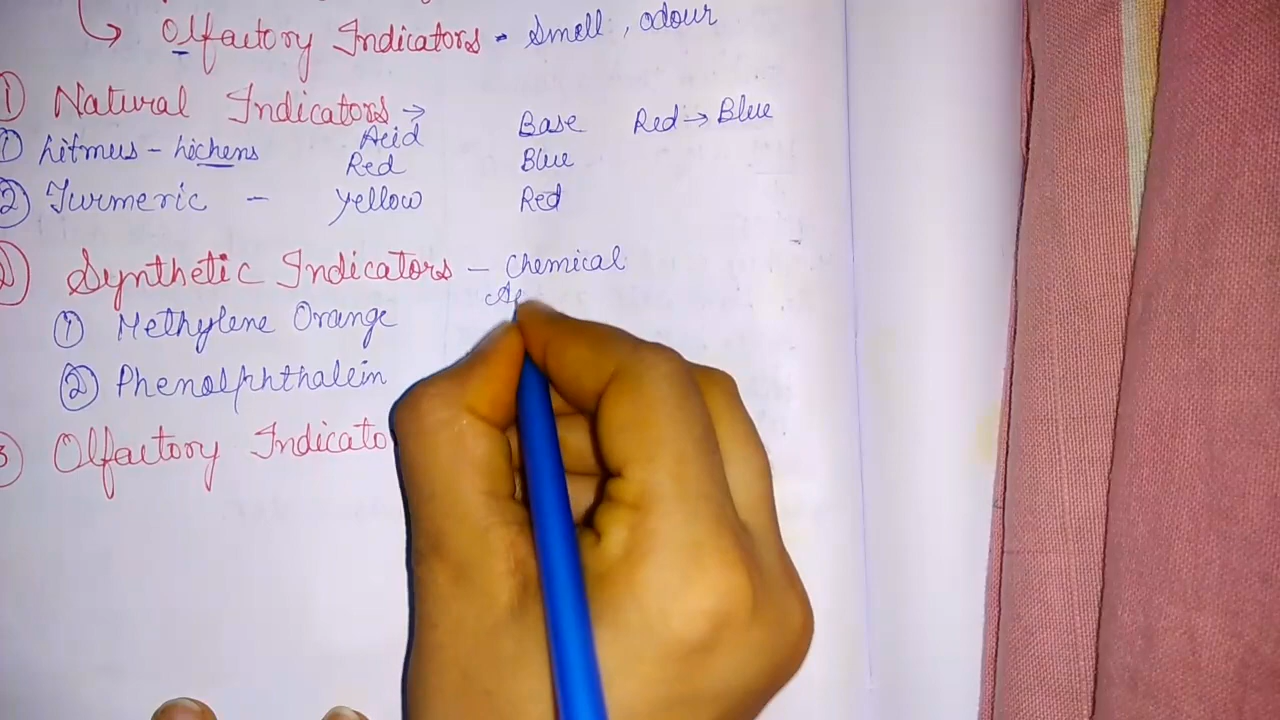 Olfactory Indicators - Smell, odour
① Natural Indicators →
Acid Base Red → Blue
① Litmus - lichens Red Blue
② Turmeric - Yellow Red
② Synthetic Indicators - Chemical
① Methylene Orange
② Phenolphthalein
③ Olfactory Indicato